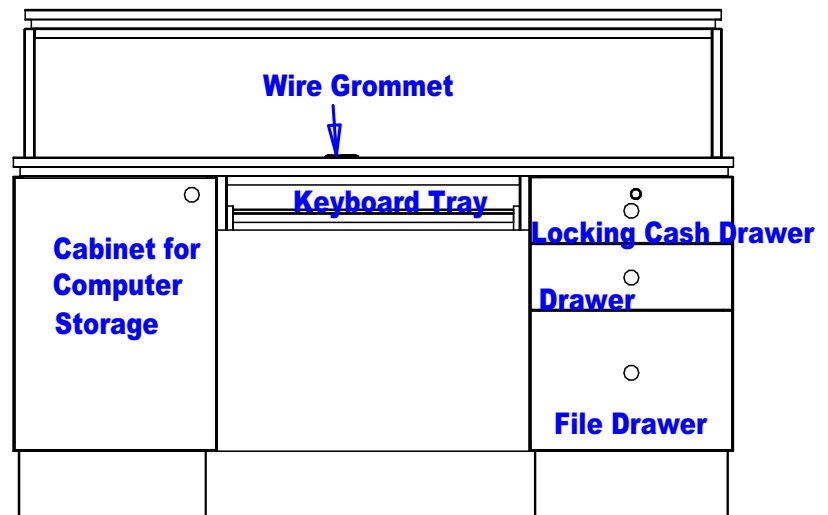 Wire Grommet
Keyboard Tray
Locking Cash Drawer
Cabinet for
Computer
Storage
Drawer
File Drawer